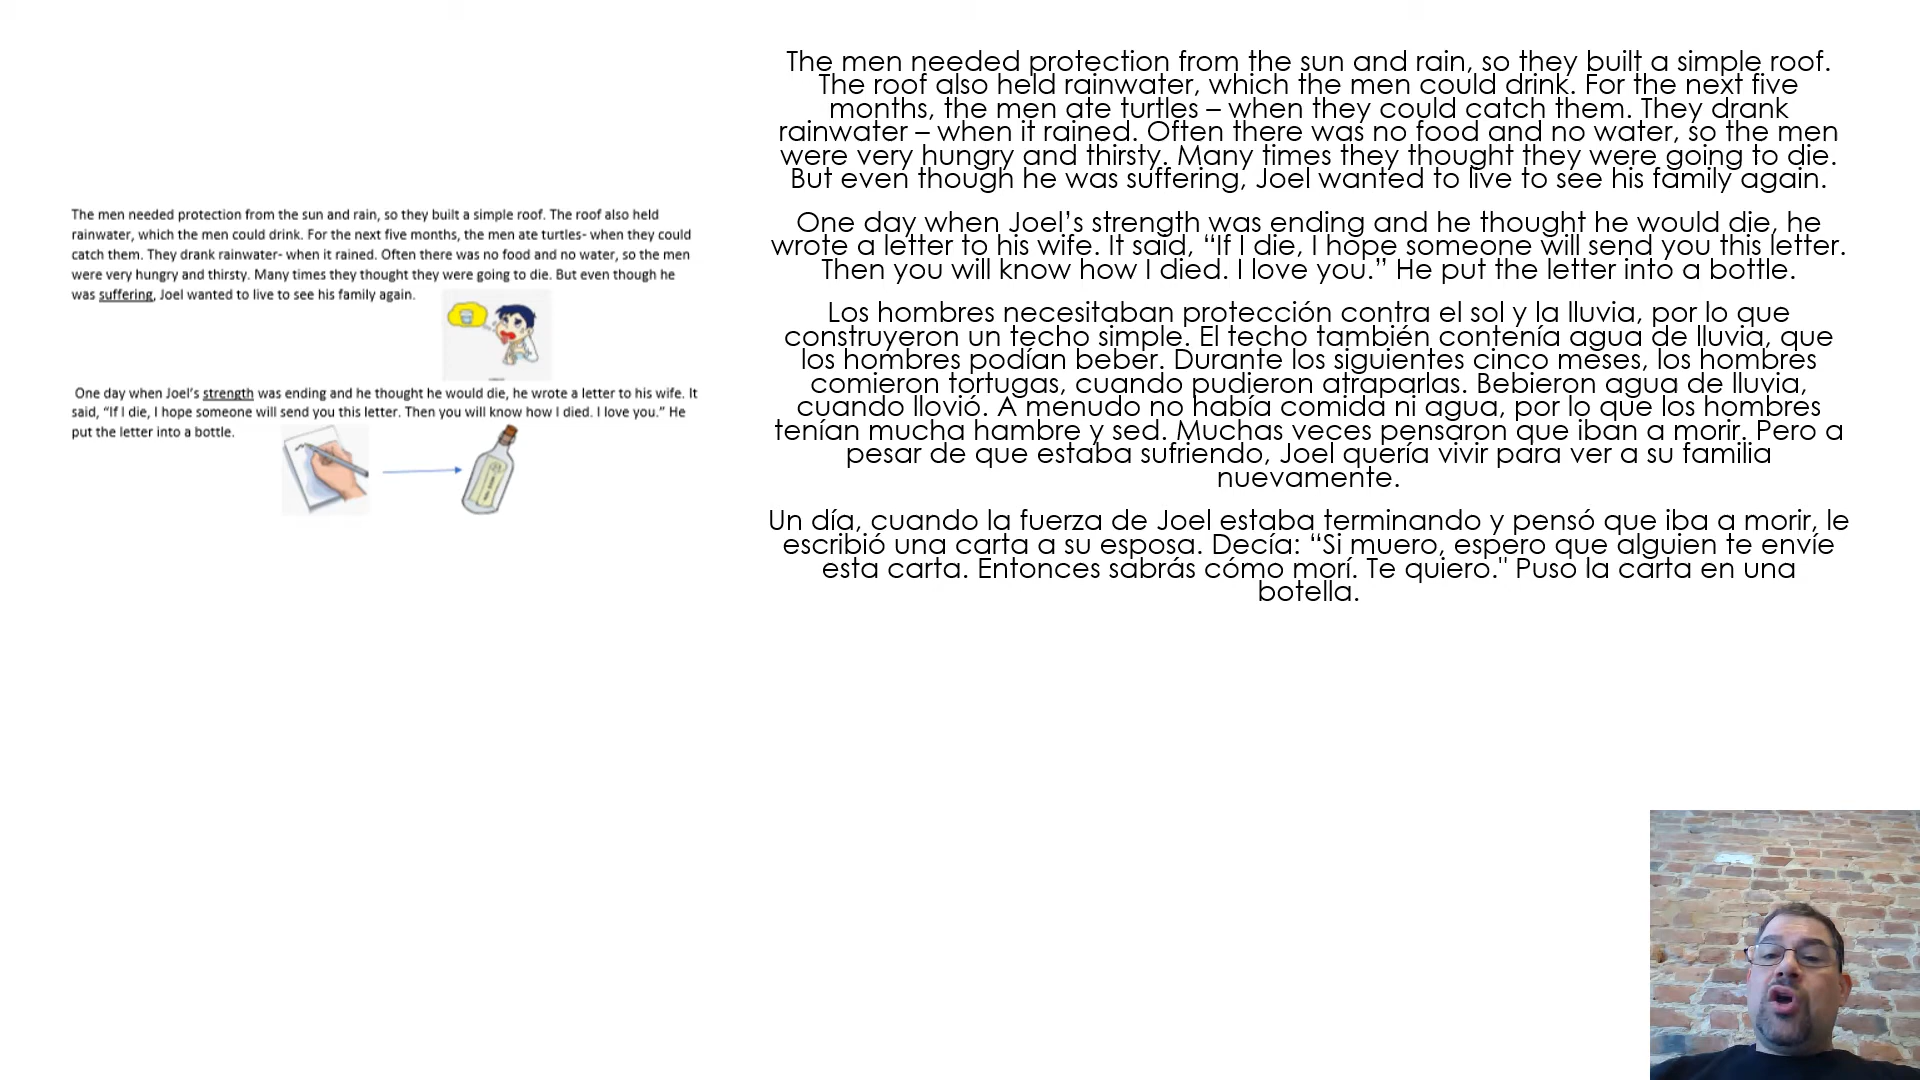 The men needed protection from the sun and rain, so they built a simple roof. The roof also held
rainwater, which the men could drink. For the next five months, the men ate turtles- when they could
catch them. They drank rainwater- when it rained. Often there was no food and no water, so the men
were very hungry and thirsty. Many times they thought they were going to die. But even though he
was suffering, Joel wanted to live to see his family again.
One day when Joel's strength was ending and he thought he would die, he wrote a letter to his wife. It
said, "If I die, I hope someone will send you this letter. Then you will know how I died. I love you." He
put the letter into a bottle.
The men needed protection from the sun and rain, so they built a simple roof.
The roof also held rainwater, which the men could drink. For the next five
months, the men ate turtles – when they could catch them. They drank
rainwater – when it rained. Often there was no food and no water, so the men
were very hungry and thirsty. Many times they thought they were going to die.
But even though he was suffering, Joel wanted to live to see his family again.
One day when Joel’s strength was ending and he thought he would die, he
wrote a letter to his wife. It said, “If I die, I hope someone will send you this letter.
Then you will know how I died. I love you.” He put the letter into a bottle.
Los hombres necesitaban protección contra el sol y la lluvia, por lo que
construyeron un techo simple. El techo también contenía agua de lluvia, que
los hombres podían beber. Durante los siguientes cinco meses, los hombres
comieron tortugas, cuando pudieron atraparlas. Bebieron agua de lluvia,
cuando llovió. A menudo no había comida ni agua, por lo que los hombres
tenían mucha hambre y sed. Muchas veces pensaron que iban a morir. Pero a
pesar de que estaba sufriendo, Joel quería vivir para ver a su familia
nuevamente.
Un día, cuando la fuerza de Joel estaba terminando y pensó que iba a morir, le
escribió una carta a su esposa. Decía: “Si muero, espero que alguien te envíe
esta carta. Entonces sabrás cómo morí. Te quiero." Puso la carta en una
botella.